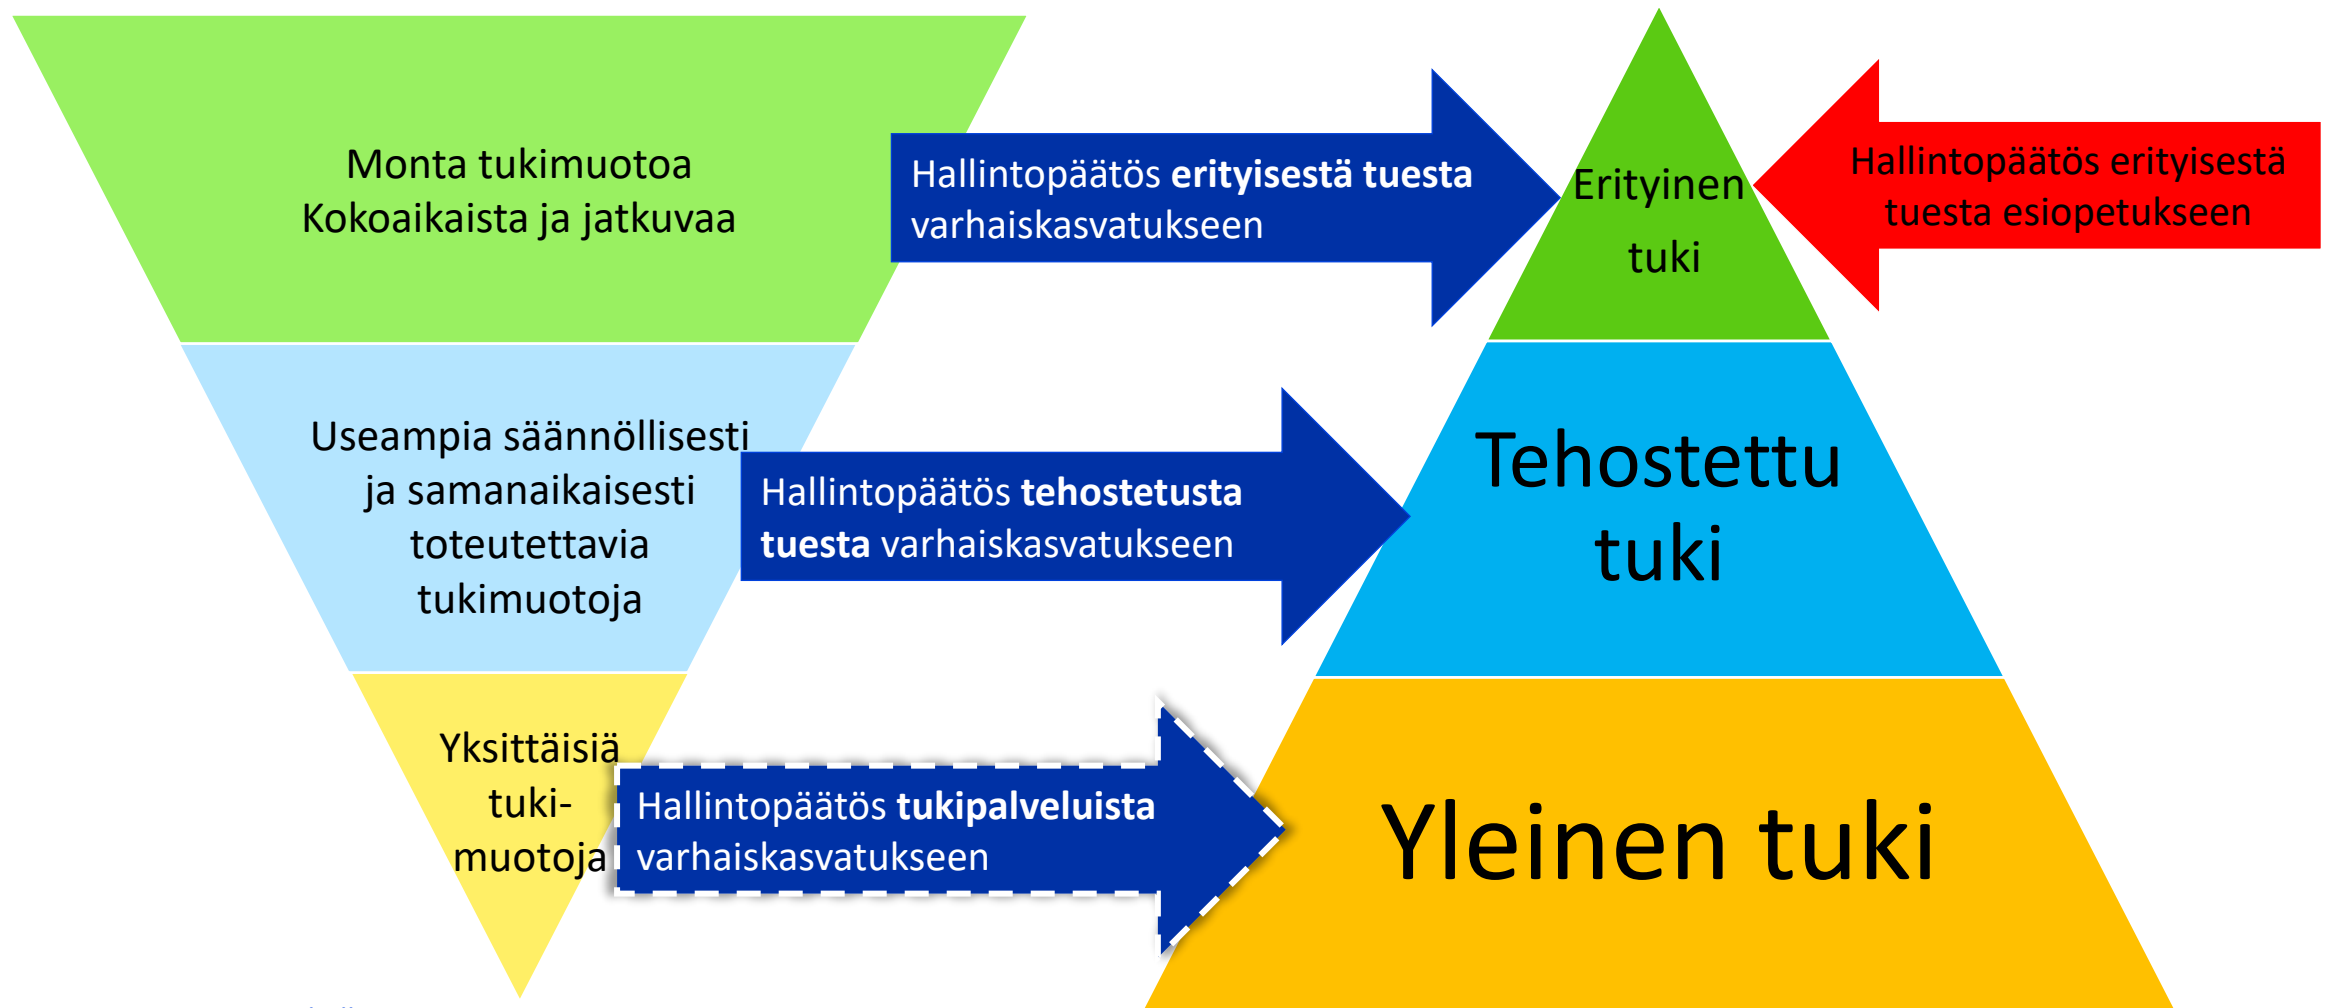 Monta tukimuotoa
Kokoaikaista ja jatkuvaa
Hallintopäätös erityisestä tuesta
varhaiskasvatukseen
Erityinen
tuki
Hallintopäätös erityisestä
tuesta esiopetukseen
Useampia säännöllisesti
ja samanaikaisesti
toteutettavia
tukimuotoja
Hallintopäätös tehostetusta
tuesta varhaiskasvatukseen
Tehostettu
tuki
Yksittäisiä
tuki-
muotoja
Hallintopäätös tukipalveluista
varhaiskasvatukseen
Yleinen tuki